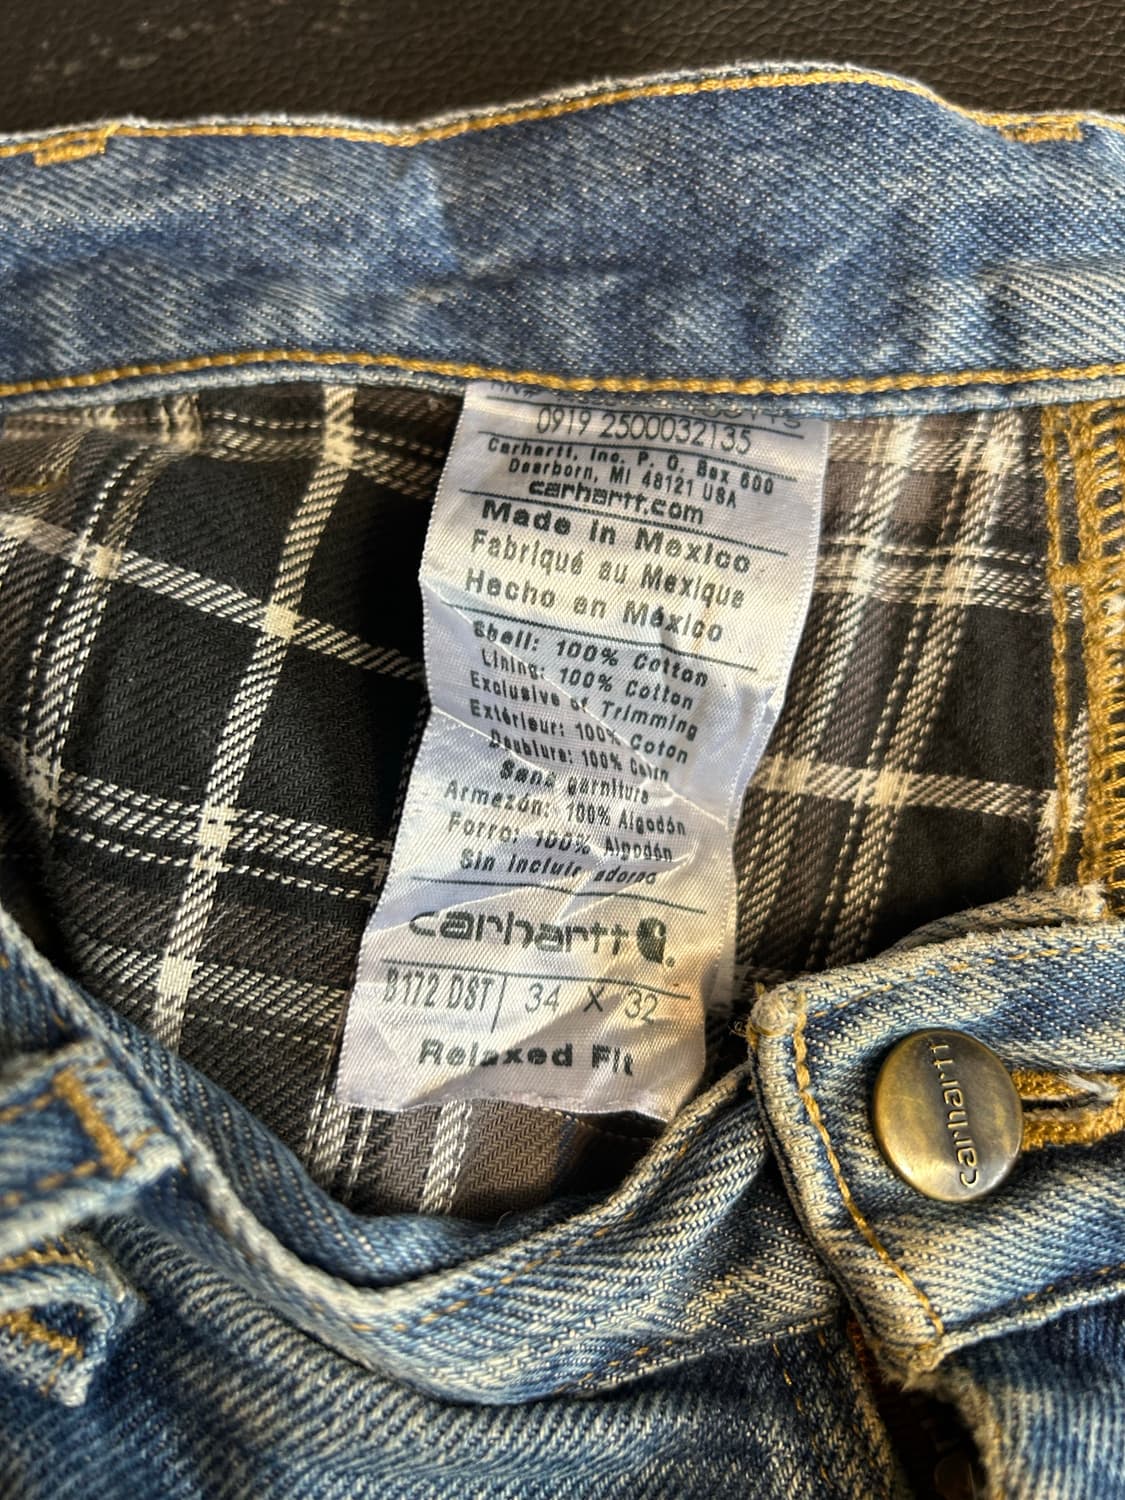 0919 2500032135
Carhartt, Inc. P. O. Box 600
Dearborn, MI 48121 USA
carhartt.com
Made in Mexico
Fabriqué au Mexique
Hecho en México
Shell: 100% Cotton
Lining: 100% Cotton
Exclusive of Trimming
Extérieur: 100% Coton
Doublure: 100% Coton
Sans garniture
Armezón: 100% Algodón
Forro: 100% Algodón
Sin incluir adorno
carhartt
B172 DST 34 X 32
Relaxed Fit
carhartt